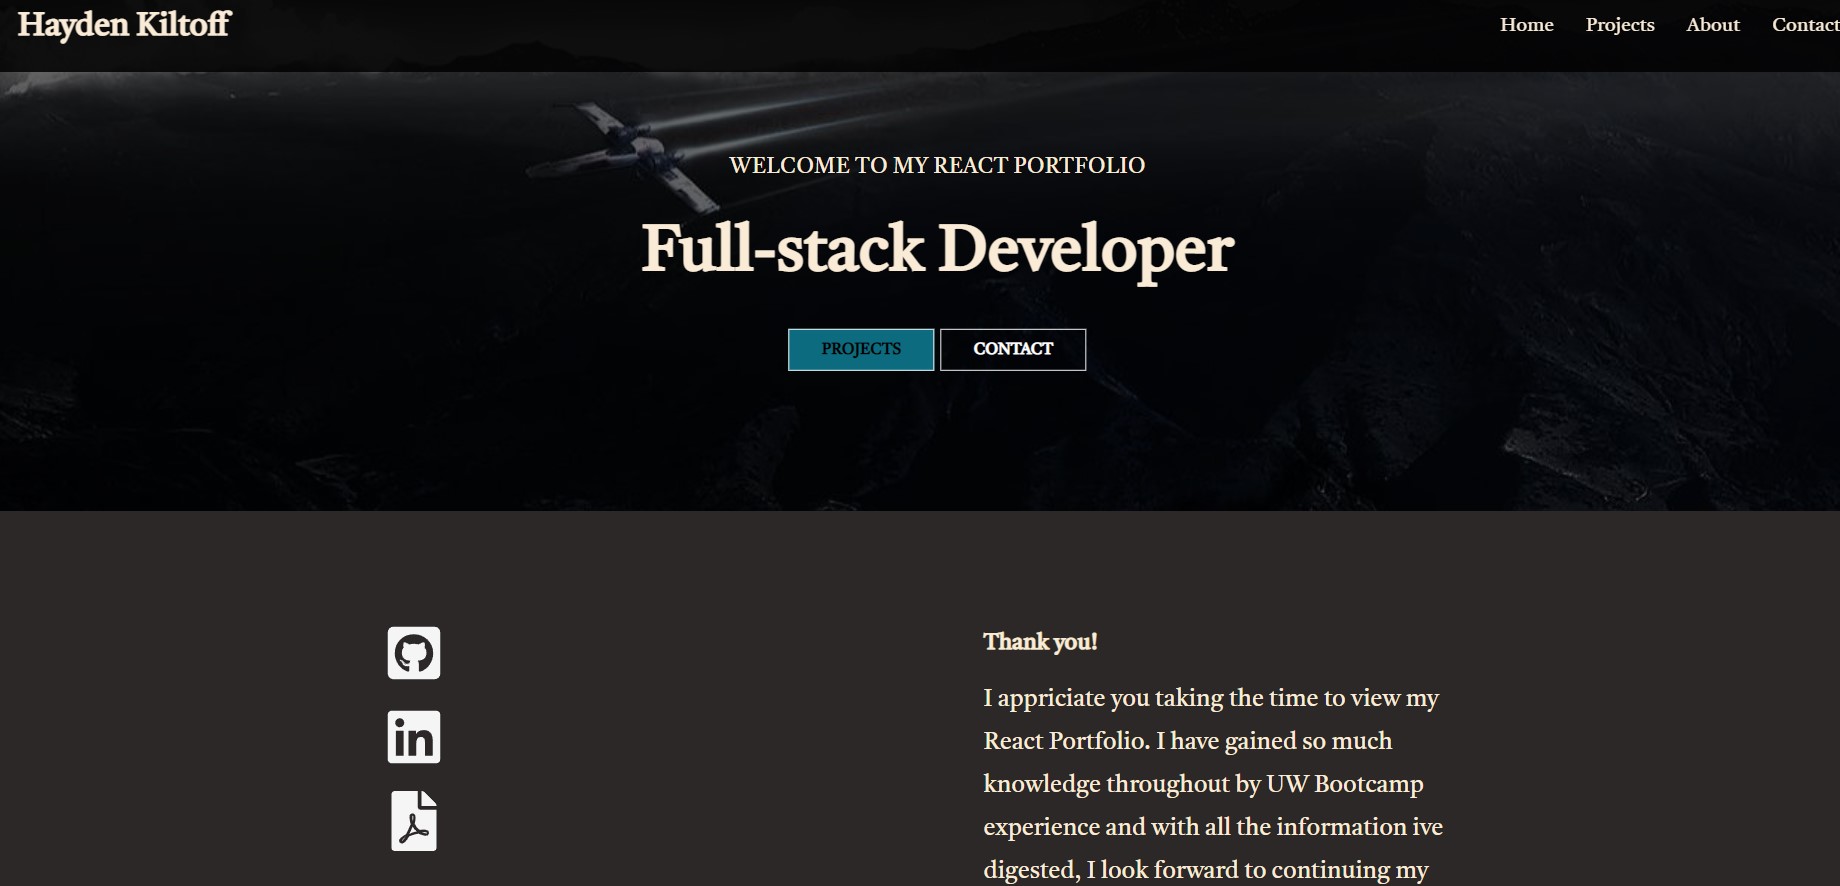 Hayden Kiltoff
Home Projects About Contact
WELCOME TO MY REACT PORTFOLIO
Full-stack Developer
PROJECTS CONTACT
in
Thank you!
I appriciate you taking the time to view my
React Portfolio. I have gained so much
knowledge throughout by UW Bootcamp
experience and with all the information ive
digested, I look forward to continuing my